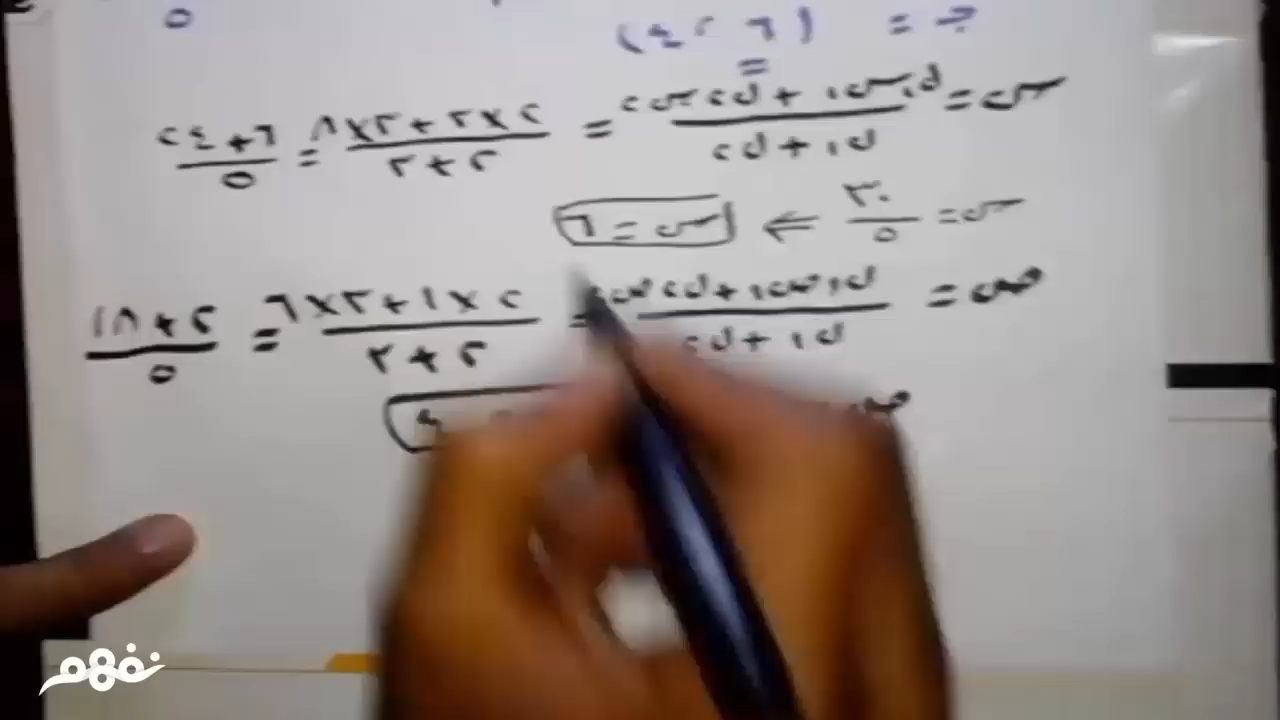 جـ = (٦ ، ٤)
س = (ل١ س١ + ل٢ س٢) / (ل١ + ل٢) = (٢ × ٣ + ٣ × ٨) / (٢ + ٣) = (٦ + ٢٤) / ٥
س = ٣٠ / ٥ ⇐ س = ٦
ص = (ل١ ص١ + ل٢ ص٢) / (ل١ + ل٢) = (٢ × ١ + ٣ × ٦) / (٢ + ٣) = (٢ + ١٨) / ٥
ص ٤
نفهم